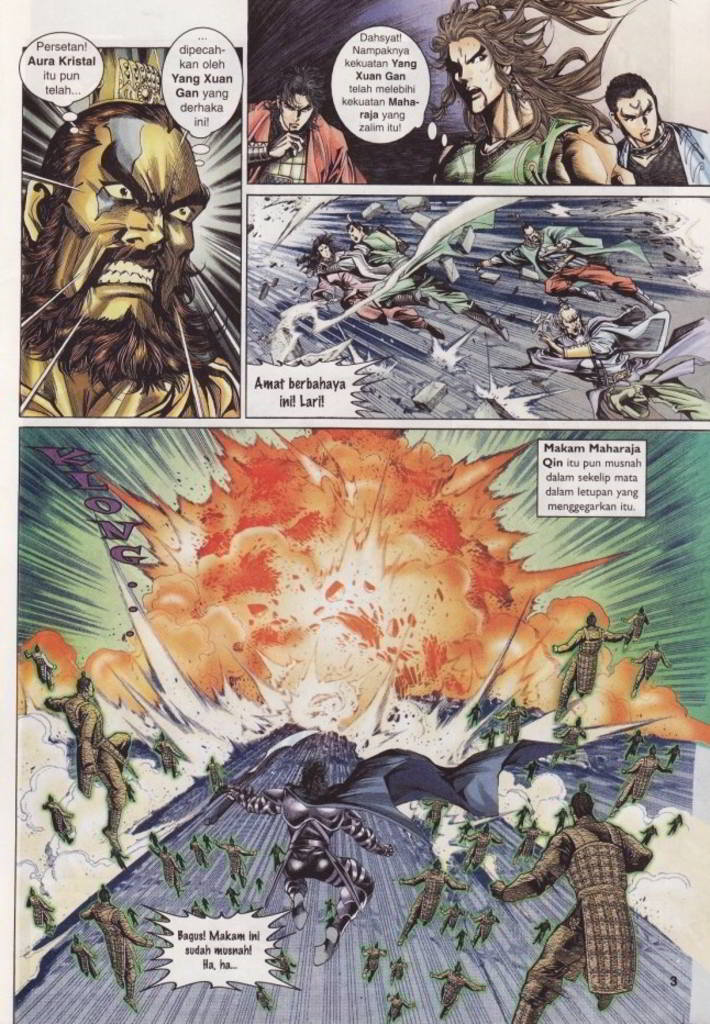 Persetan!
Aura Kristal
itu pun
telah...
...
dipecah-
kan oleh
Yang Xuan
Gan yang
derhaka
ini!
Dahsyat!
Nampaknya
kekuatan Yang
Xuan Gan
telah melebihi
kekuatan Maha-
raja yang
zalim itu!
Amat berbahaya
ini! Lari!
KLONG...
Makam Maharaja
Qin itu pun musnah
dalam sekelip mata
dalam letupan yang
menggegarkan itu.
Bagus! Makam ini
sudah musnah!
Ha, ha...
3